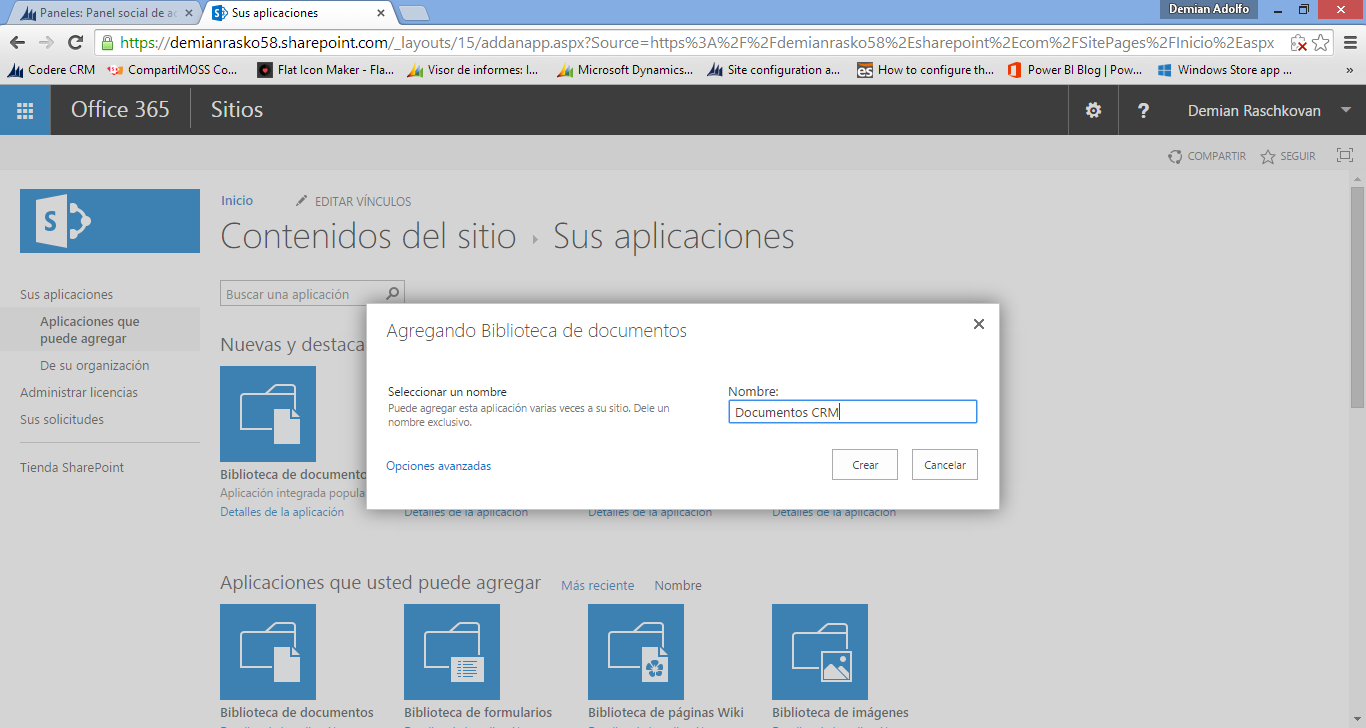 Demian Adolfo
Paneles: Panel social de ac
Sus aplicaciones
https://demianrasko58.sharepoint.com/_layouts/15/addanapp.aspx?Source=https%3A%2F%2Fdemianrasko58%2Esharepoint%2Ecom%2FSitePages%2FInicio%2Easpx
Codere CRM
CompartiMOSS Co...
Flat Icon Maker - Fla...
Visor de informes: I...
Microsoft Dynamics...
Site configuration a...
How to configure th...
Power BI Blog | Pow...
Windows Store app ...
»
Office 365
Sitios
?
Demian Raschkovan
COMPARTIR
SEGUIR
S
Inicio
EDITAR VÍNCULOS
Contenidos del sitio › Sus aplicaciones
Buscar una aplicación
Sus aplicaciones
Aplicaciones que
puede agregar
De su organización
Administrar licencias
Sus solicitudes
Tienda SharePoint
Nuevas y destaca
Agregando Biblioteca de documentos
Seleccionar un nombre
Puede agregar esta aplicación varias veces a su sitio. Dele un
nombre exclusivo.
Nombre:
Documentos CRM
Opciones avanzadas
Crear
Cancelar
Biblioteca de documento
Aplicación integrada popula
Detalles de la aplicación
Detalles de la aplicación
Detalles de la aplicación
Detalles de la aplicación
Aplicaciones que usted puede agregar
Más reciente
Nombre
Biblioteca de documentos
Biblioteca de formularios
Biblioteca de páginas Wiki
Biblioteca de imágenes